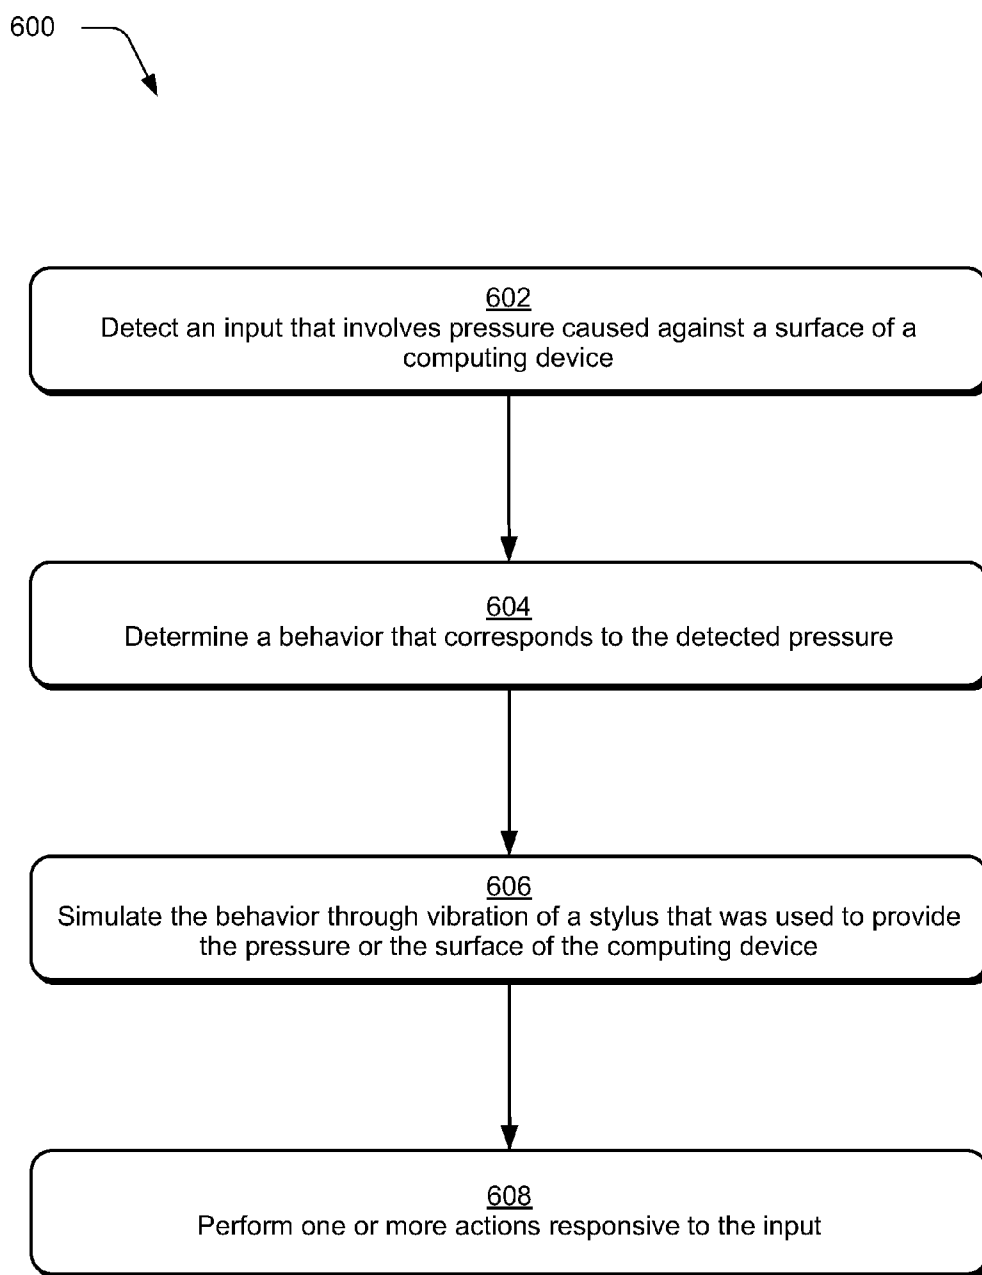 600
602
Detect an input that involves pressure caused against a surface of a
computing device
604
Determine a behavior that corresponds to the detected pressure
606
Simulate the behavior through vibration of a stylus that was used to provide
the pressure or the surface of the computing device
608
Perform one or more actions responsive to the input